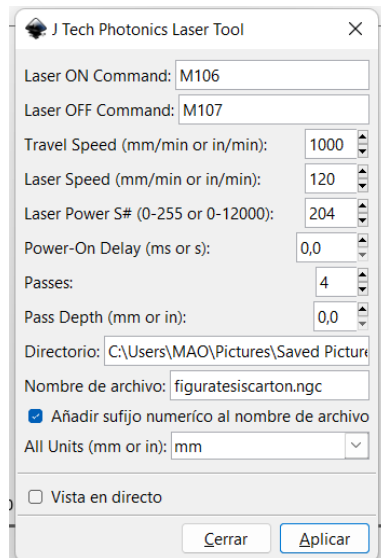 J Tech Photonics Laser Tool
Laser ON Command: M106
Laser OFF Command: M107
Travel Speed (mm/min or in/min): 1000
Laser Speed (mm/min or in/min): 120
Laser Power S# (0-255 or 0-12000): 204
Power-On Delay (ms or s): 0,0
Passes: 4
Pass Depth (mm or in): 0,0
Directorio: C:\Users\MAO\Pictures\Saved Picture
Nombre de archivo: figuratesiscarton.ngc
Añadir sufijo numeríco al nombre de archivo
All Units (mm or in): mm
Vista en directo
Cerrar Aplicar